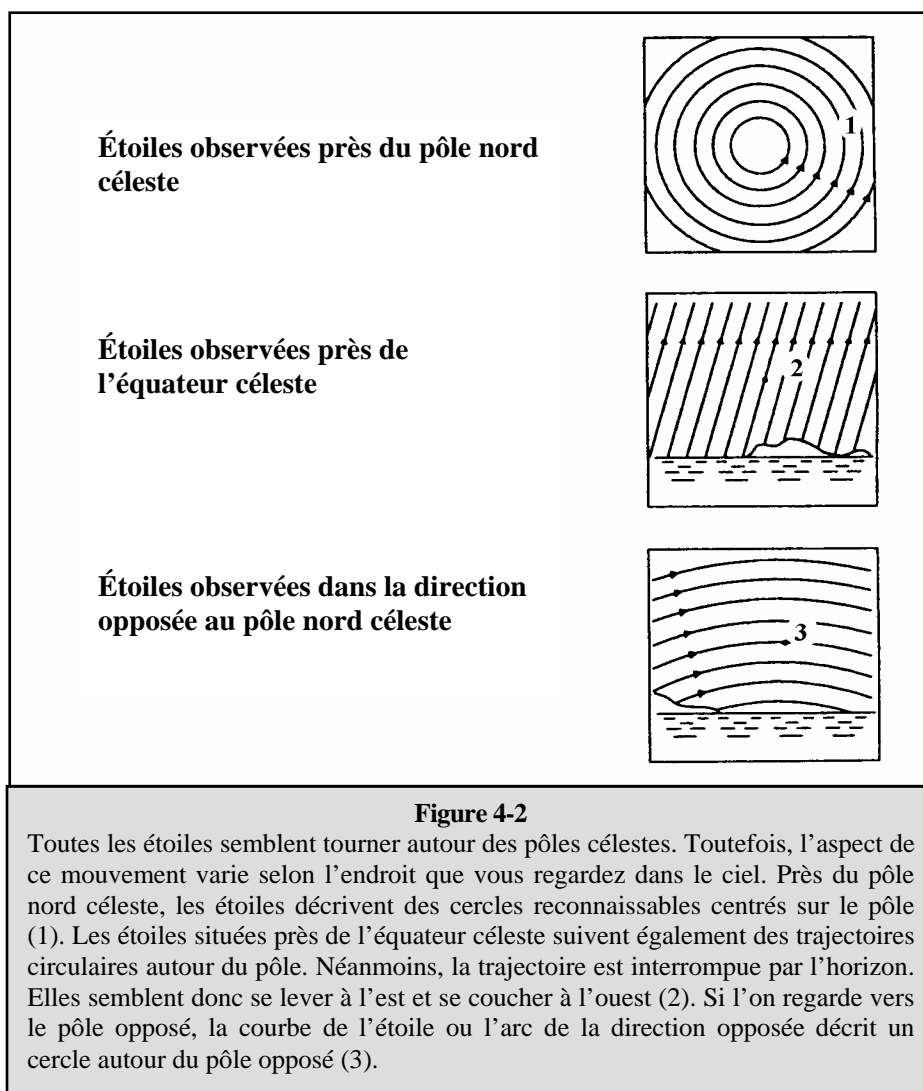 Étoiles observées près du pôle nord
céleste
1
Étoiles observées près de
l'équateur céleste
2
Étoiles observées dans la direction
opposée au pôle nord céleste
3
Figure 4-2
Toutes les étoiles semblent tourner autour des pôles célestes. Toutefois, l'aspect de
ce mouvement varie selon l'endroit que vous regardez dans le ciel. Près du pôle
nord céleste, les étoiles décrivent des cercles reconnaissables centrés sur le pôle
(1). Les étoiles situées près de l'équateur céleste suivent également des trajectoires
circulaires autour du pôle. Néanmoins, la trajectoire est interrompue par l'horizon.
Elles semblent donc se lever à l'est et se coucher à l'ouest (2). Si l'on regarde vers
le pôle opposé, la courbe de l'étoile ou l'arc de la direction opposée décrit un
cercle autour du pôle opposé (3).